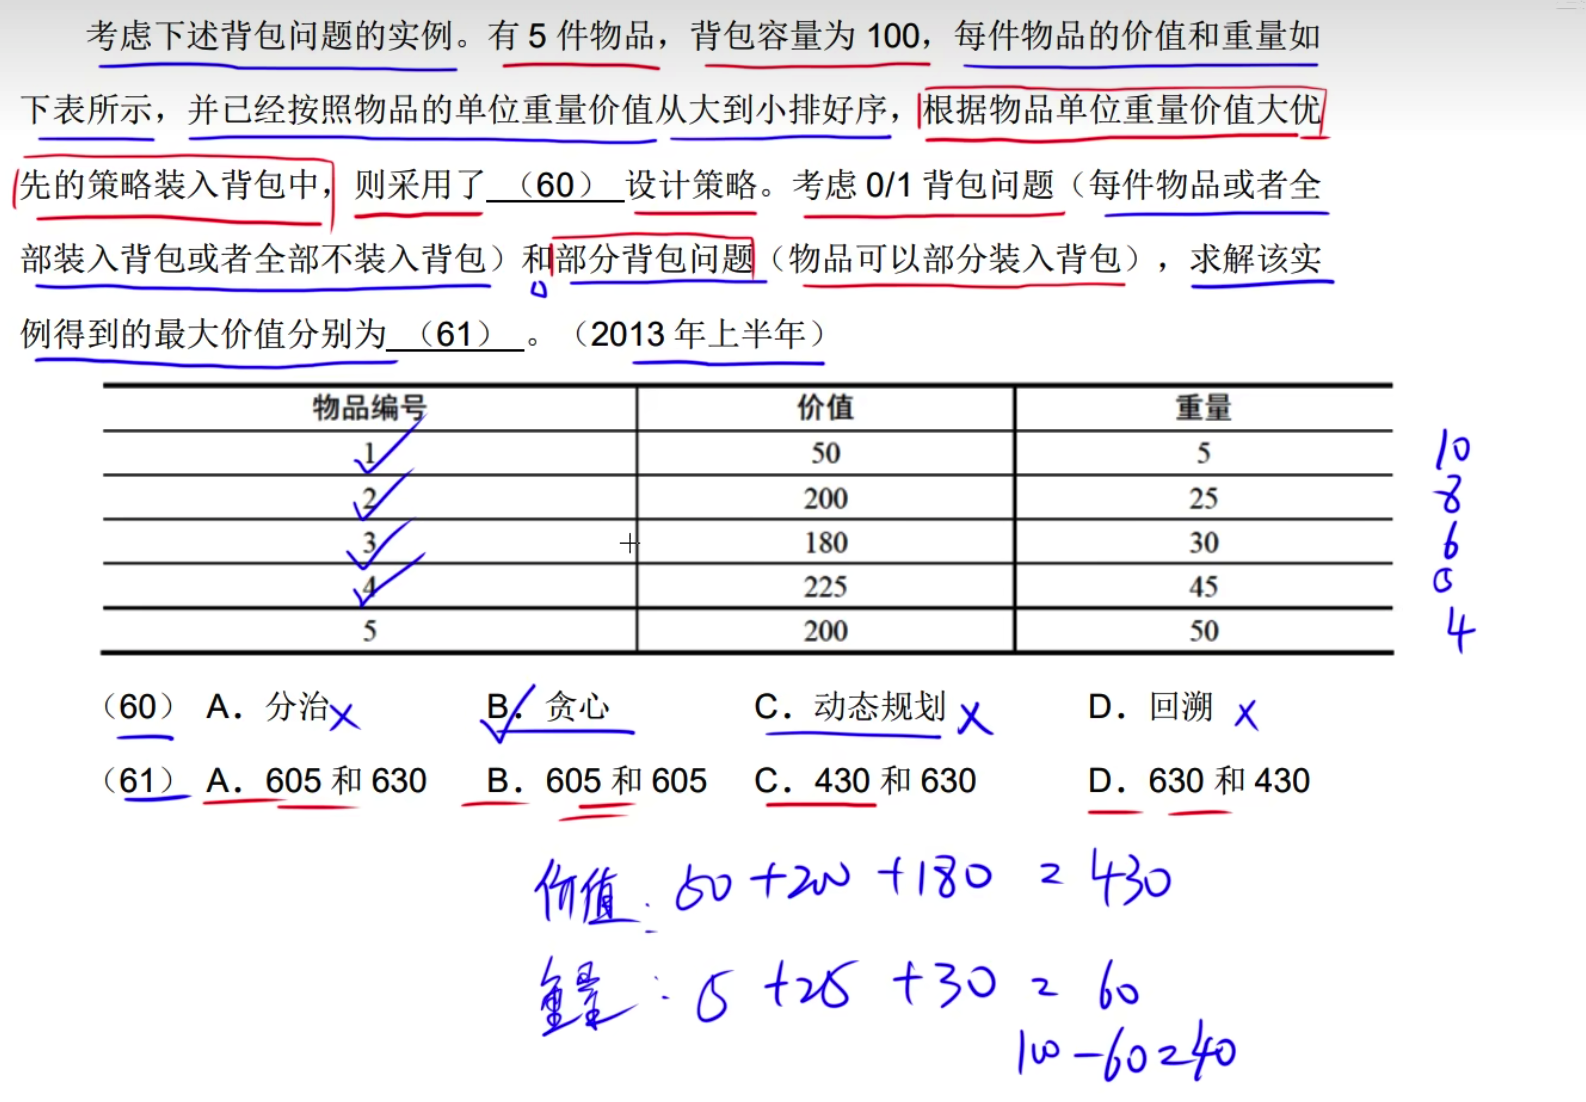 考虑下述背包问题的实例。有 5 件物品，背包容量为 100，每件物品的价值和重量如
下表所示，并已经按照物品的单位重量价值从大到小排好序，根据物品单位重量价值大优
先的策略装入背包中，则采用了 （60） 设计策略。考虑 0/1 背包问题（每件物品或者全
部装入背包或者全部不装入背包）和部分背包问题（物品可以部分装入背包），求解该实
例得到的最大价值分别为 （61） 。（2013 年上半年）
物品编号 价值 重量
1 50 5 10
2 200 25 8
3 180 30 6
4 225 45 5
5 200 50 4
（60） A．分治 B．贪心 C．动态规划 D．回溯
（61） A．605 和 630 B．605 和 605 C．430 和 630 D．630 和 430
价值：50+200+180=430
重量：5+25+30=60
100-60=40